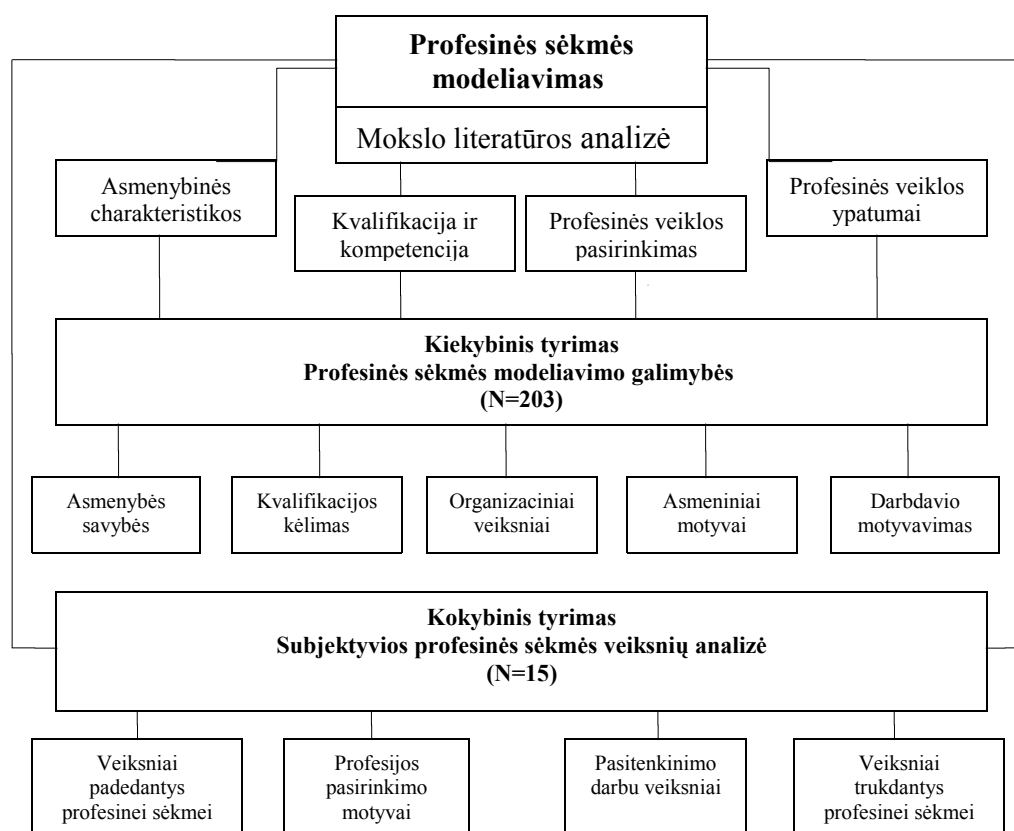 Profesinės sėkmės
modeliavimas
Mokslo literatūros analizė
Asmenybinės
charakteristikos
Kvalifikacija ir
kompetencija
Profesinės veiklos
pasirinkimas
Profesinės veiklos
ypatumai
Kiekybinis tyrimas
Profesinės sėkmės modeliavimo galimybės
(N=203)
Asmenybės
savybės
Kvalifikacijos
kėlimas
Organizaciniai
veiksniai
Asmeniniai
motyvai
Darbdavio
motyvavimas
Kokybinis tyrimas
Subjektyvios profesinės sėkmės veiksnių analizė
(N=15)
Veiksniai
padedantys
profesinei sėkmei
Profesijos
pasirinkimo
motyvai
Pasitenkinimo
darbu veiksniai
Veiksniai
trukdantys
profesinei sėkmei